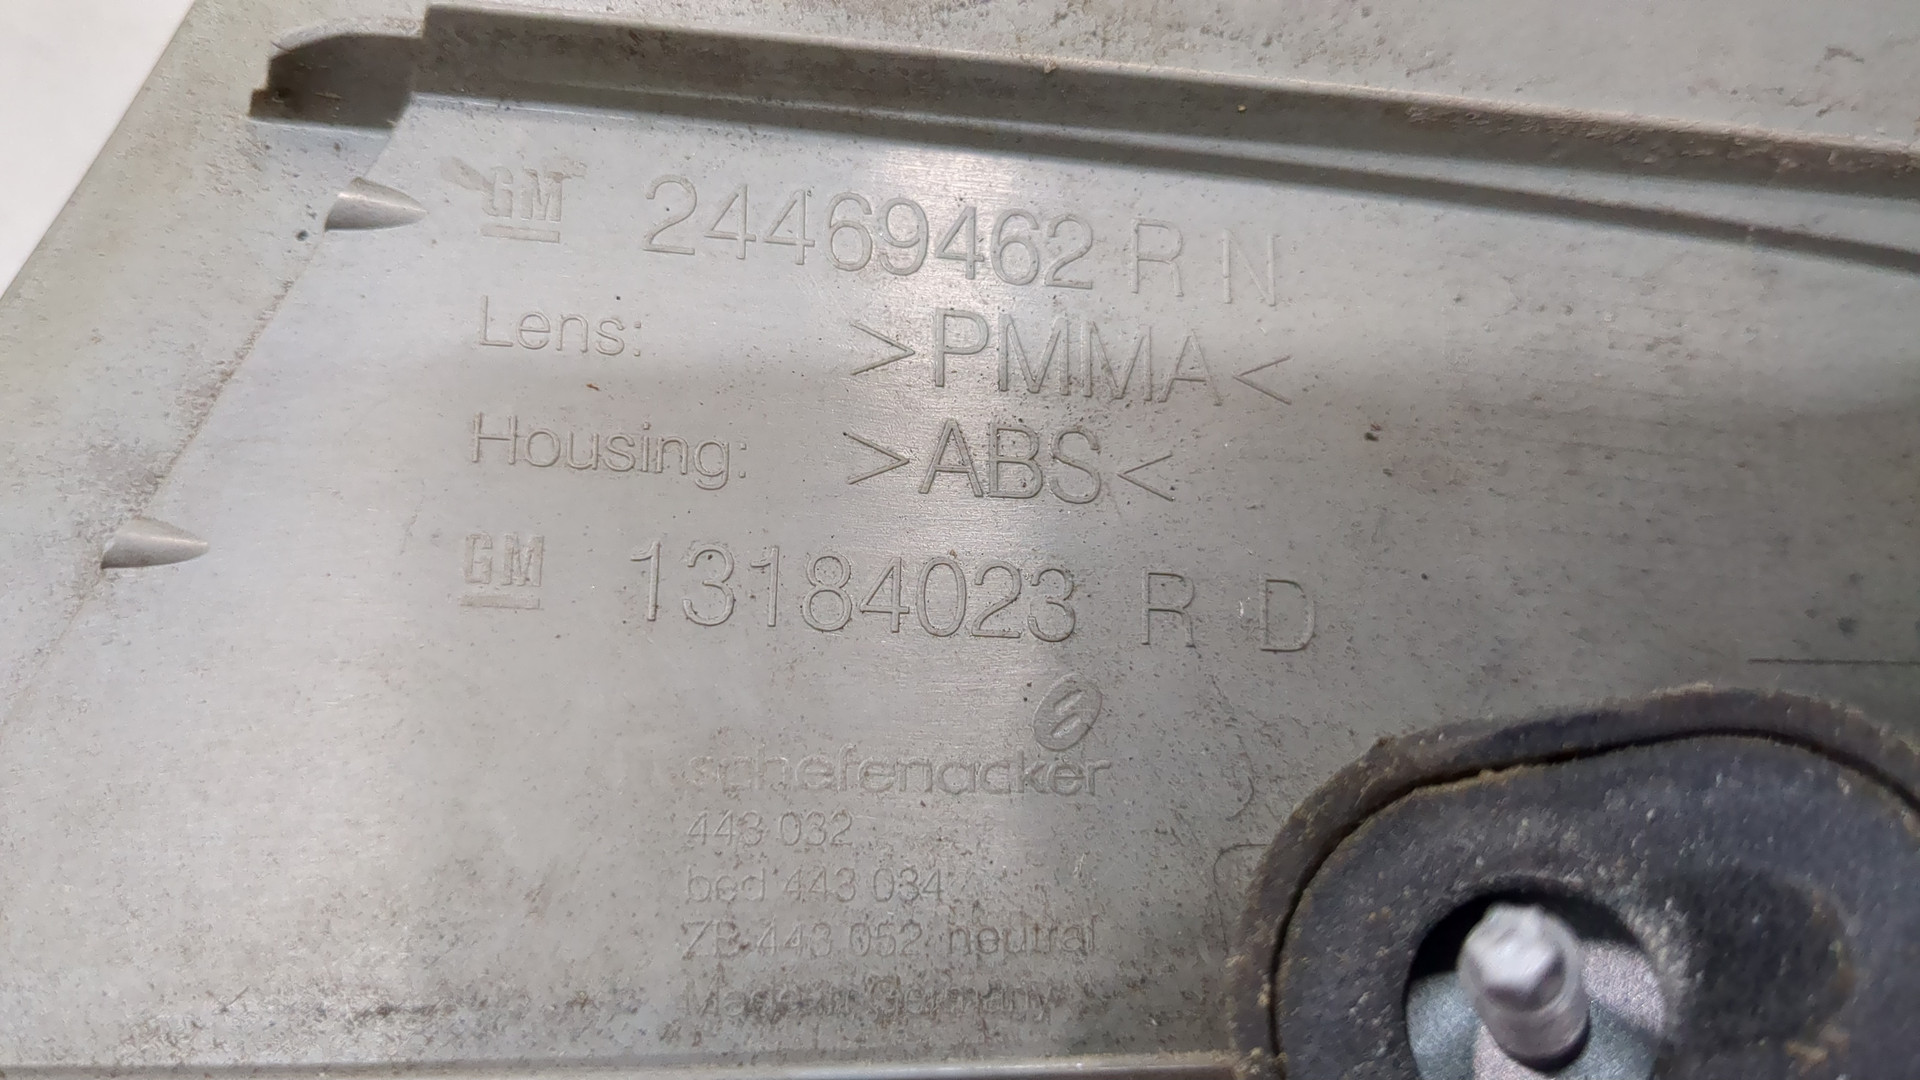 GM 24469462 R N
Lens: >PMMA<
Housing: >ABS<
GM 13184023 R D
schefenacker
443 032
bed 443 034
ZB 443 052 neutral
Made in Germany